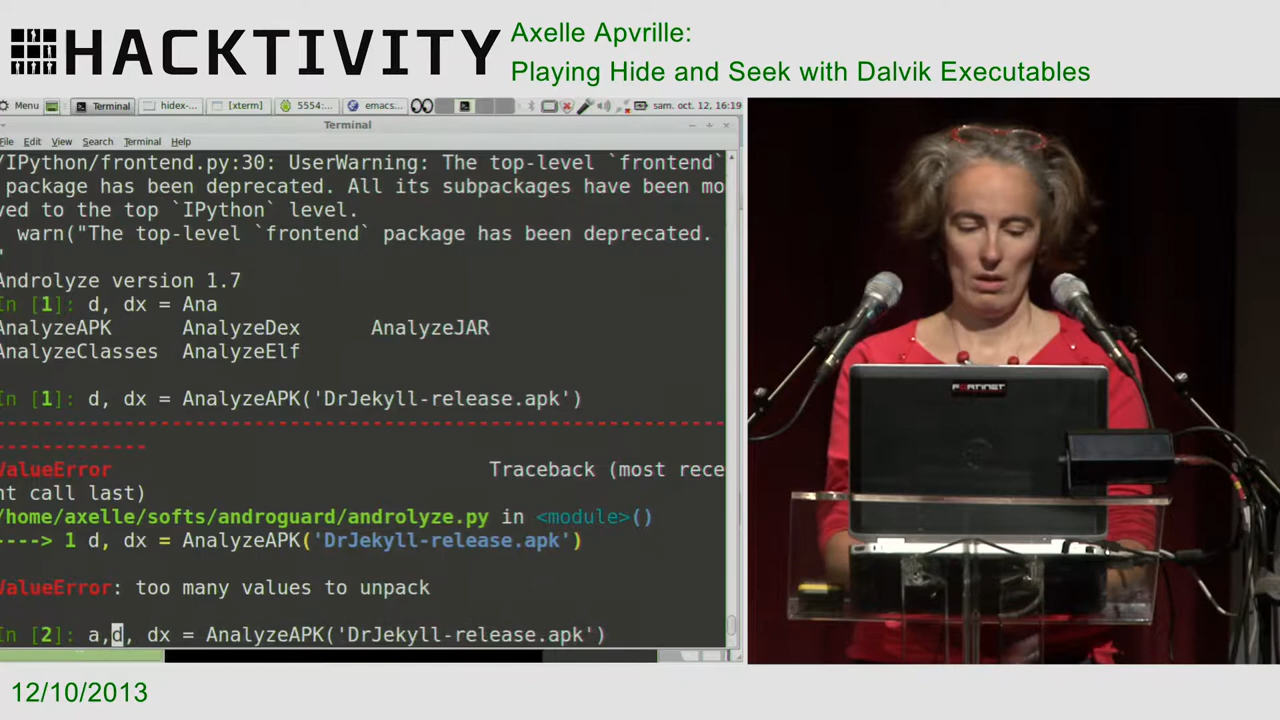 HACKTIVITY
Axelle Apvrille:
Playing Hide and Seek with Dalvik Executables
Menu Terminal hidex-... [xterm] 5554:... emacs... sam. oct. 12, 16:19
Terminal
File Edit View Search Terminal Help
/IPython/frontend.py:30: UserWarning: The top-level `frontend`
package has been deprecated. All its subpackages have been mo
ved to the top `IPython` level.
warn("The top-level `frontend` package has been deprecated.
"
Androlyze version 1.7
In [1]: d, dx = Ana
AnalyzeAPK AnalyzeDex AnalyzeJAR
AnalyzeClasses AnalyzeElf
In [1]: d, dx = AnalyzeAPK('DrJekyll-release.apk')
---------------------------------------------------------------
-------------
ValueError Traceback (most rece
nt call last)
/home/axelle/softs/androguard/androlyze.py in <module>()
----> 1 d, dx = AnalyzeAPK('DrJekyll-release.apk')
ValueError: too many values to unpack
In [2]: a,d, dx = AnalyzeAPK('DrJekyll-release.apk')
FORTINET
12/10/2013